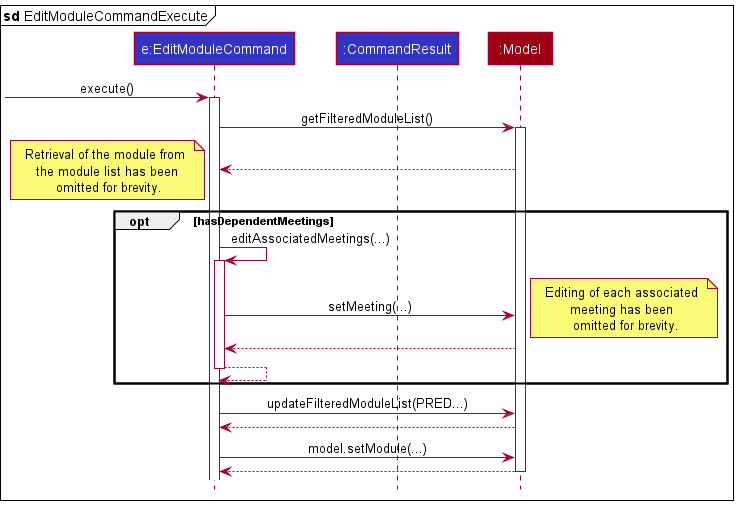 sd EditModuleCommandExecute
e:EditModuleCommand
:CommandResult
:Model
execute()
getFilteredModuleList()
Retrieval of the module from
the module list has been
omitted for brevity.
opt
[hasDependentMeetings]
editAssociatedMeetings(...)
setMeeting(...)
Editing of each associated
meeting has been
omitted for brevity.
updateFilteredModuleList(PRED...)
model.setModule(...)